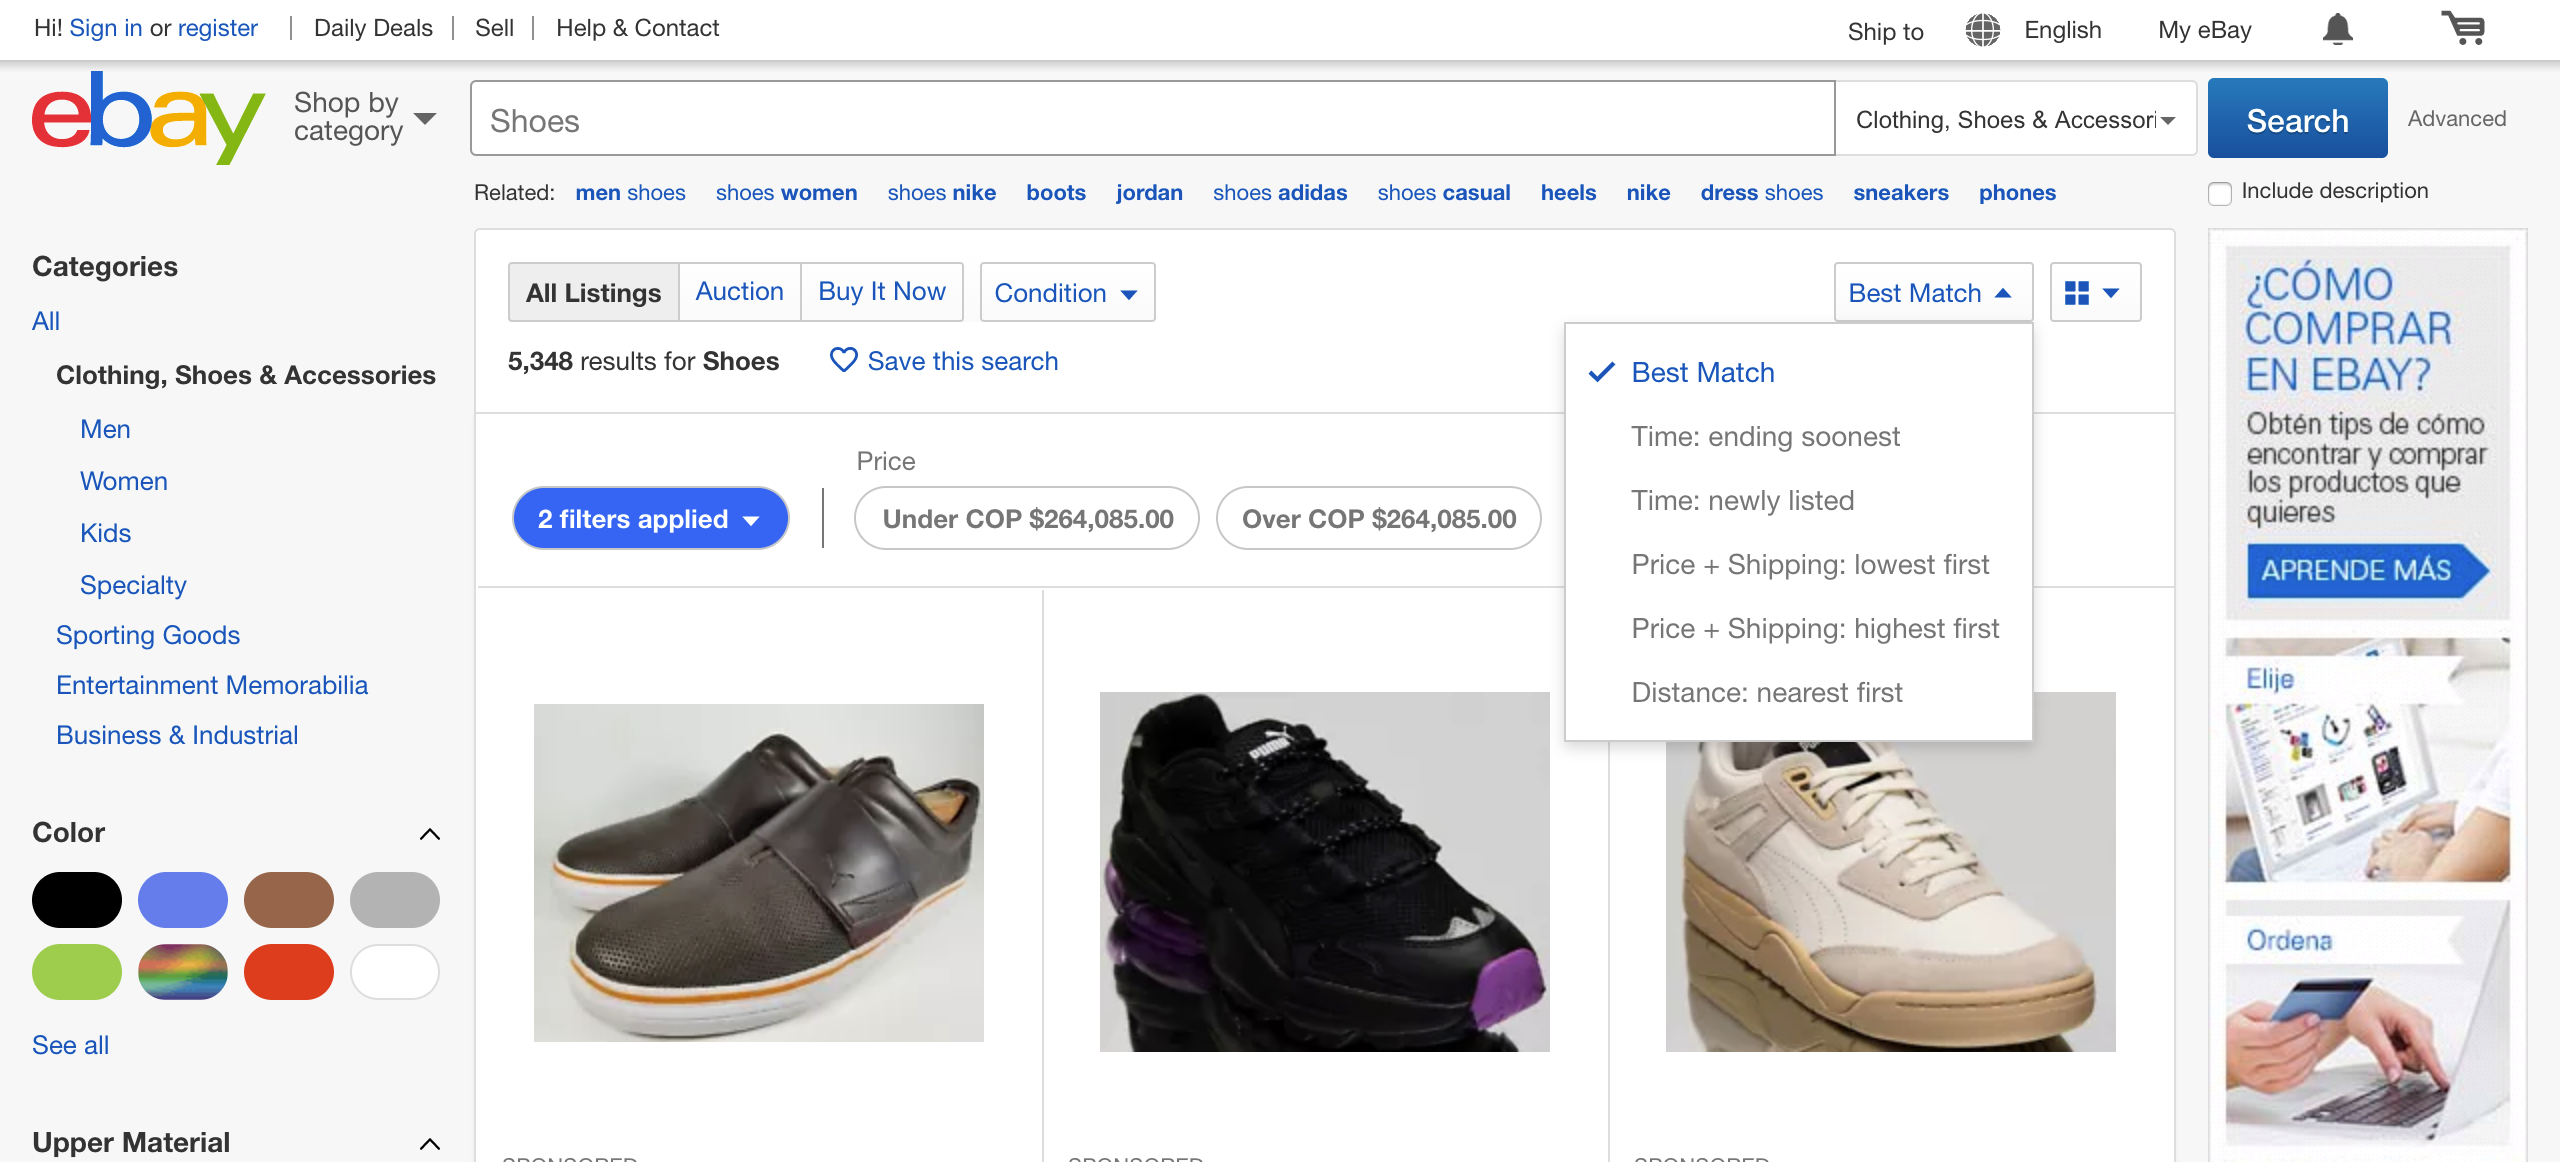 Hi! Sign in or register
Daily Deals
Sell
Help & Contact
Ship to
English
My eBay
ebay
Shop by
category
Shoes
Clothing, Shoes & Accessori
Search
Advanced
Related: men shoes shoes women shoes nike boots jordan shoes adidas shoes casual heels nike dress shoes sneakers phones
Include description
Categories
All
Clothing, Shoes & Accessories
Men
Women
Kids
Specialty
Sporting Goods
Entertainment Memorabilia
Business & Industrial
Color
See all
Upper Material
All Listings
Auction
Buy It Now
Condition
Best Match
5,348 results for Shoes
Save this search
Best Match
Time: ending soonest
Time: newly listed
Price + Shipping: lowest first
Price + Shipping: highest first
Distance: nearest first
Price
2 filters applied
Under COP $264,085.00
Over COP $264,085.00
PUMA
SPONSORED
SPONSORED
SPONSORED
¿CÓMO
COMPRAR
EN EBAY?
Obtén tips de cómo
encontrar y comprar
los productos que
quieres
APRENDE MÁS
Elije
Ordena